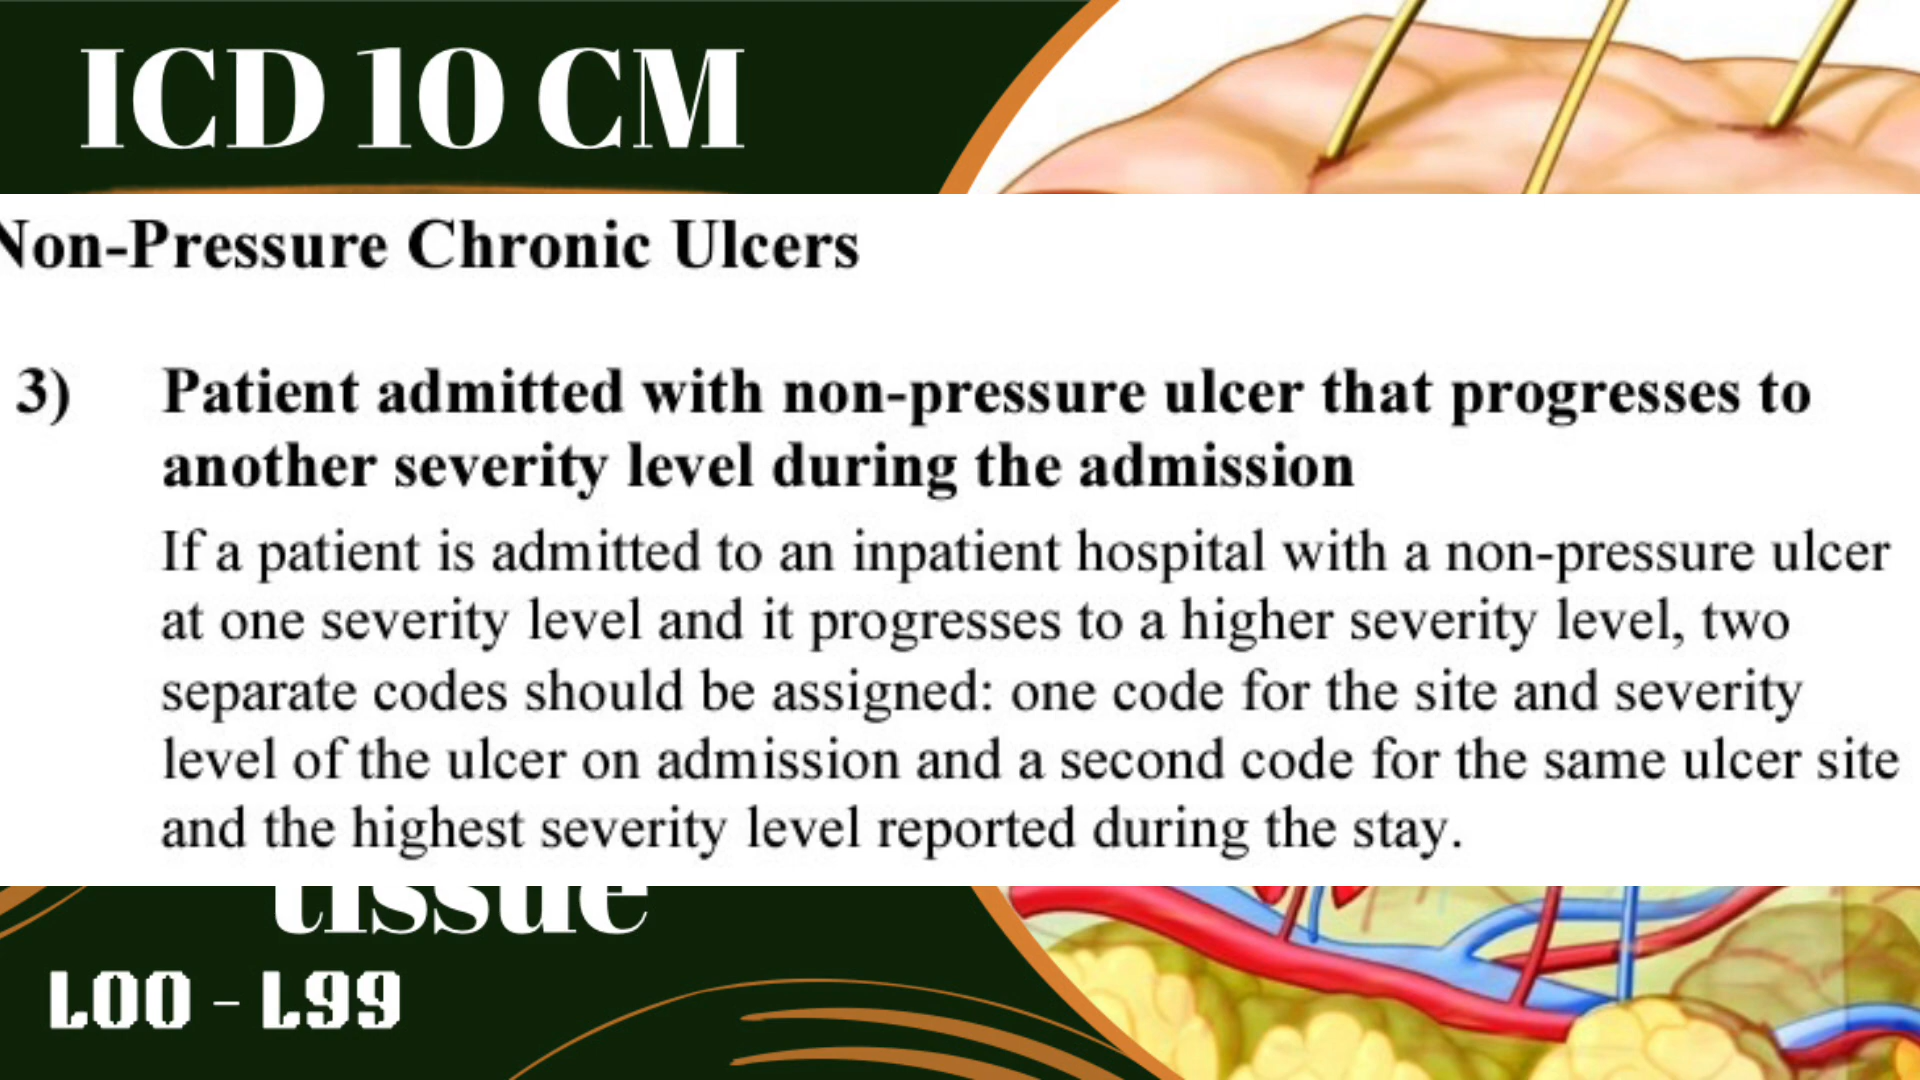 ICD 10 CM
Non-Pressure Chronic Ulcers
3) Patient admitted with non-pressure ulcer that progresses to
another severity level during the admission
If a patient is admitted to an inpatient hospital with a non-pressure ulcer
at one severity level and it progresses to a higher severity level, two
separate codes should be assigned: one code for the site and severity
level of the ulcer on admission and a second code for the same ulcer site
and the highest severity level reported during the stay.
tissue
L00 - L99